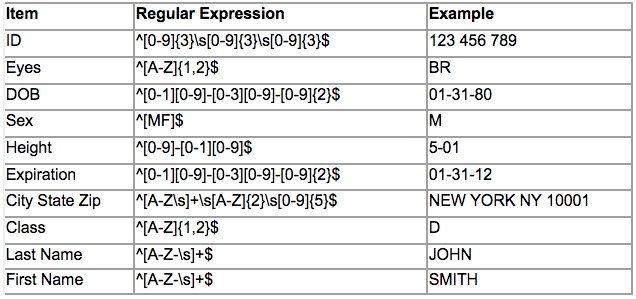 Item Regular Expression Example
ID ^[0-9]{3}\s[0-9]{3}\s[0-9]{3}$ 123 456 789
Eyes ^[A-Z]{1,2}$ BR
DOB ^[0-1][0-9]-[0-3][0-9]-[0-9]{2}$ 01-31-80
Sex ^[MF]$ M
Height ^[0-9]-[0-1][0-9]$ 5-01
Expiration ^[0-1][0-9]-[0-3][0-9]-[0-9]{2}$ 01-31-12
City State Zip ^[A-Z\s]+\s[A-Z]{2}\s[0-9]{5}$ NEW YORK NY 10001
Class ^[A-Z]{1,2}$ D
Last Name ^[A-Z-\s]+$ JOHN
First Name ^[A-Z-\s]+$ SMITH